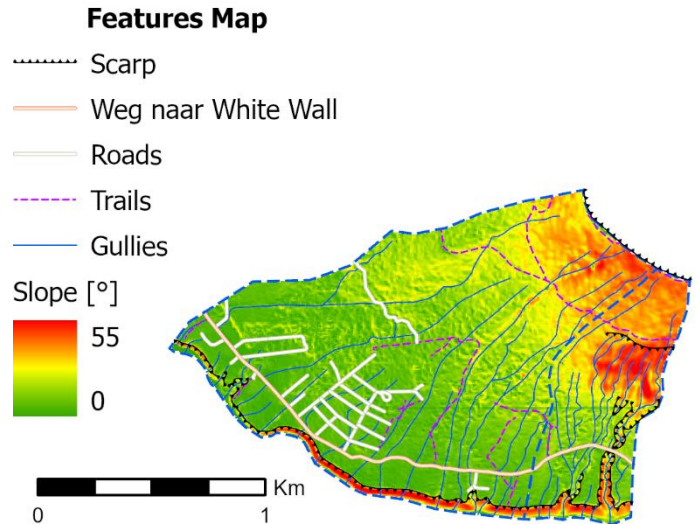 Features Map
Scarp
Weg naar White Wall
Roads
Trails
Gullies
Slope [°]
55
0
Km
0 1